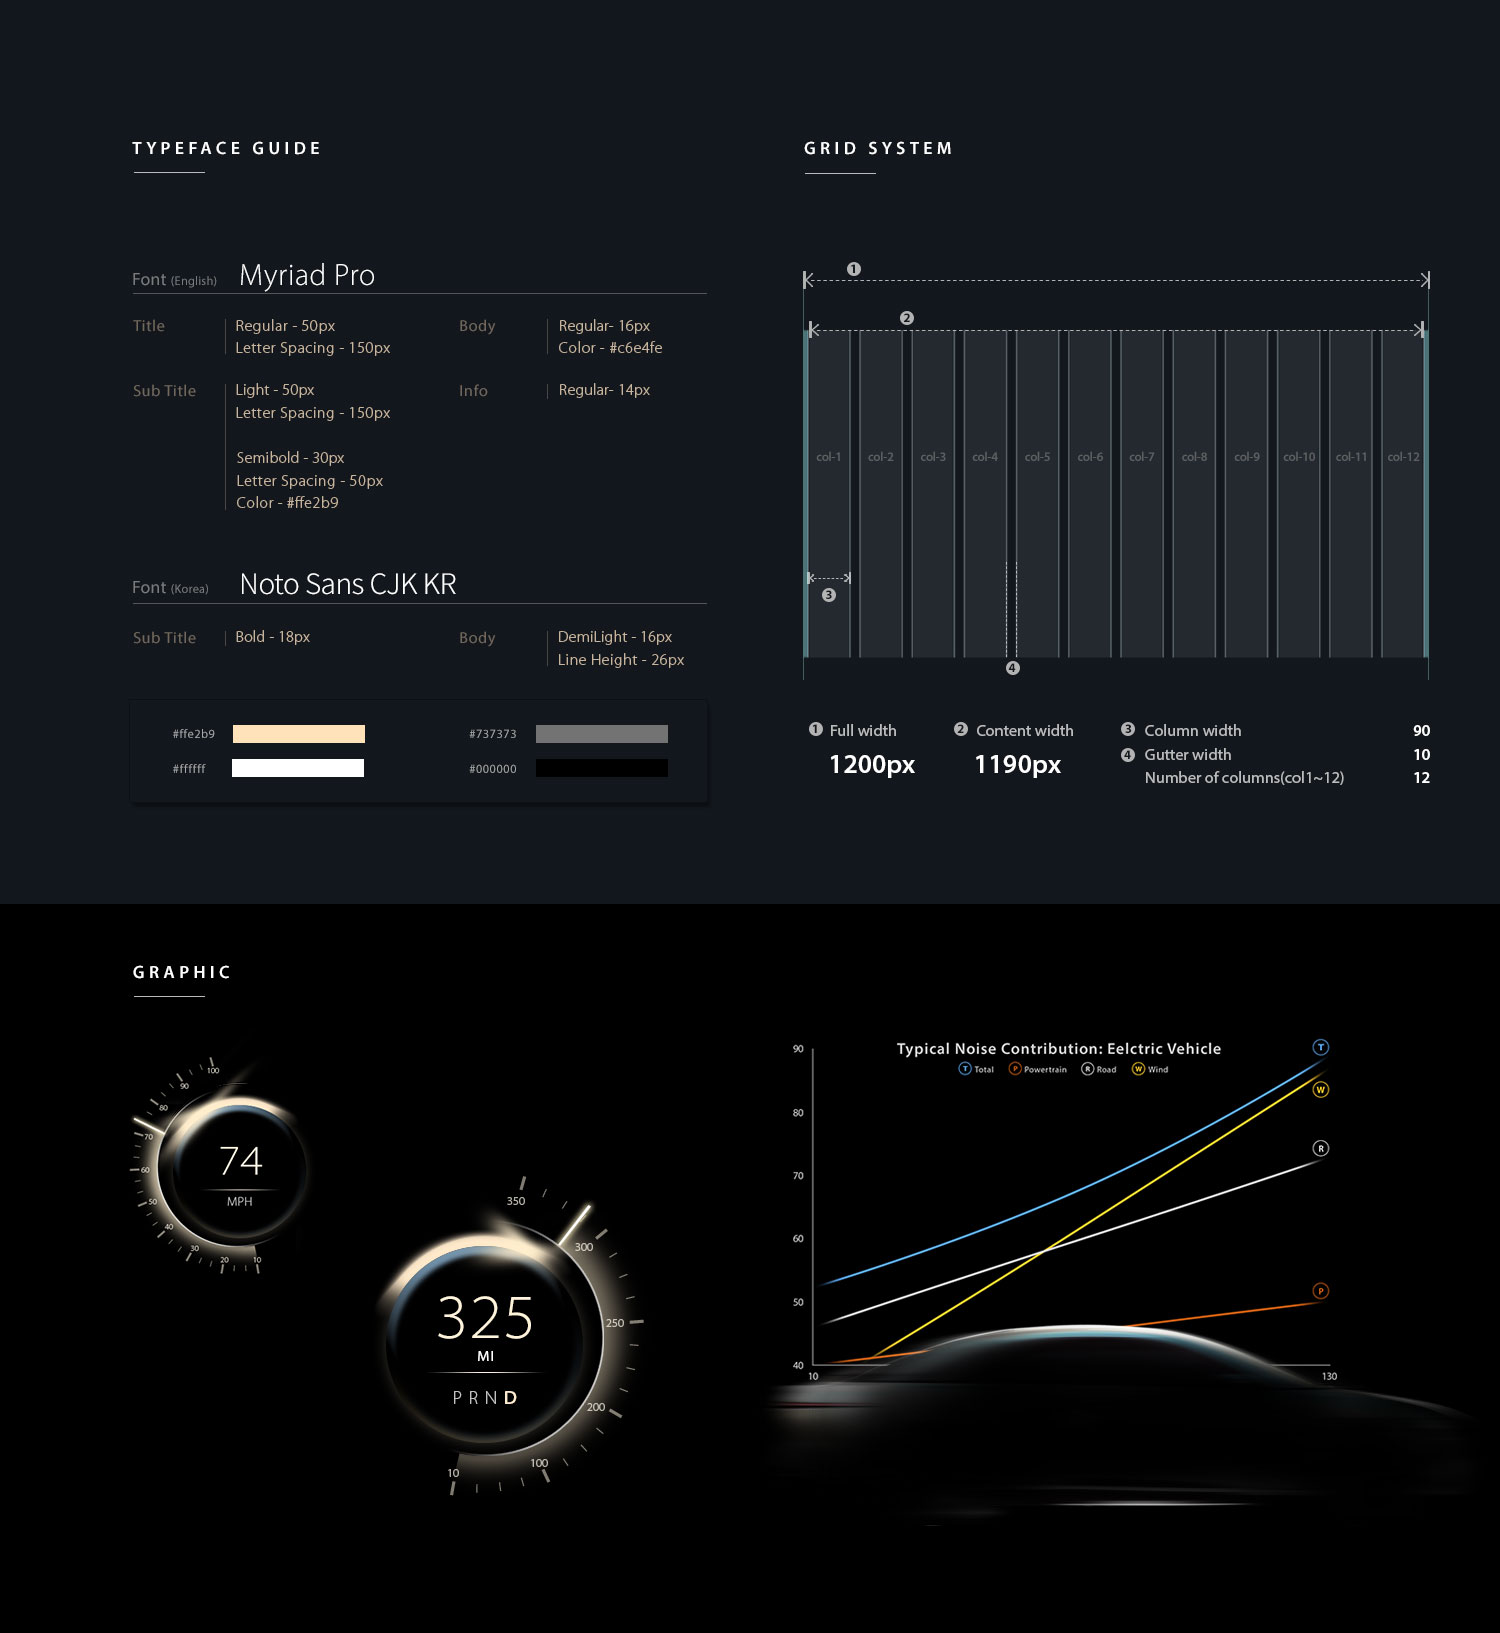 TYPEFACE GUIDE
Font (English) Myriad Pro
Title
Regular - 50px
Letter Spacing - 150px
Body
Regular- 16px
Color - #c6e4fe
Sub Title
Light - 50px
Letter Spacing - 150px
Semibold - 30px
Letter Spacing - 50px
Color - #ffe2b9
Info
Regular- 14px
Font (Korea) Noto Sans CJK KR
Sub Title
Bold - 18px
Body
DemiLight - 16px
Line Height - 26px
#ffe2b9
#737373
#ffffff
#000000
GRID SYSTEM
1
2
col-1 col-2 col-3 col-4 col-5 col-6 col-7 col-8 col-9 col-10 col-11 col-12
3
4
1 Full width
1200px
2 Content width
1190px
3 Column width 90
4 Gutter width 10
Number of columns(col1~12) 12
GRAPHIC
100
90
80
70
60
50
40
30
20
10
74
MPH
350
300
250
200
100
10
325
MI
PRND
Typical Noise Contribution: Eelctric Vehicle
T Total P Powertrain R Road W Wind
90
80
70
60
50
40
10 130
T
W
R
P